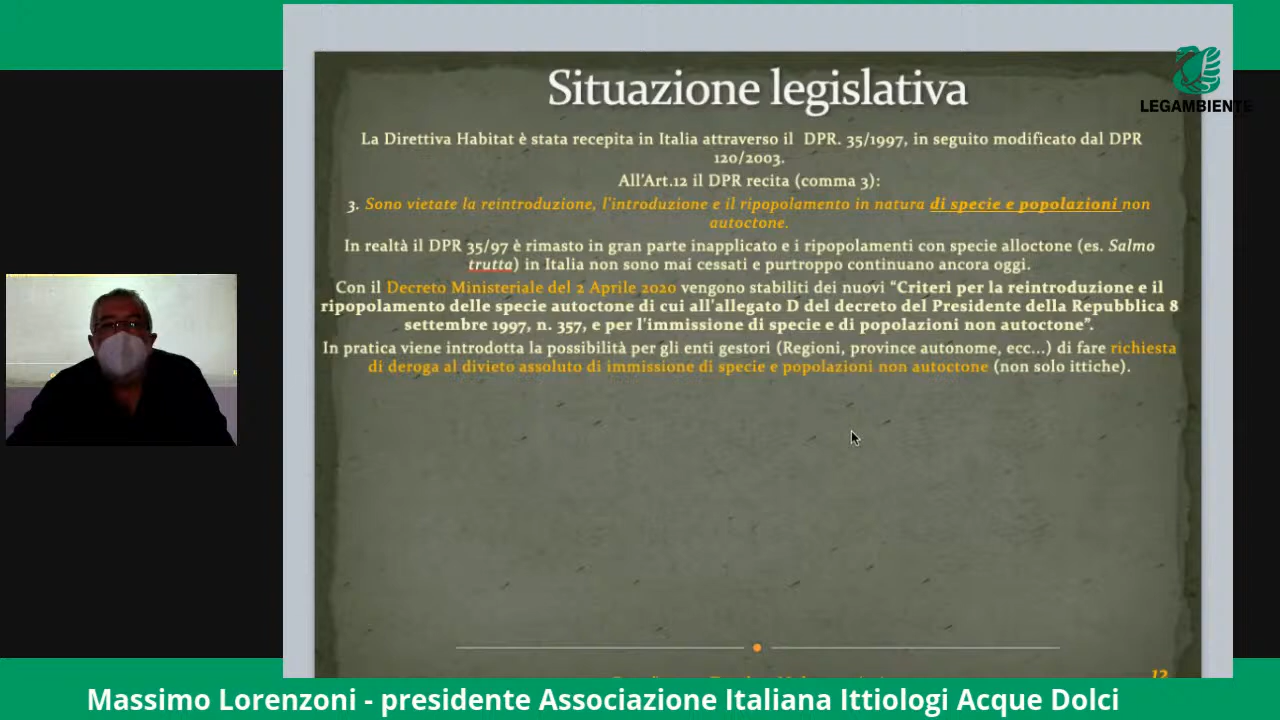 Situazione legislativa
LEGAMBIENTE
La Direttiva Habitat è stata recepita in Italia attraverso il DPR. 35/1997, in seguito modificato dal DPR
120/2003.
All'Art.12 il DPR recita (comma 3):
3. Sono vietate la reintroduzione, l'introduzione e il ripopolamento in natura di specie e popolazioni non
autoctone.
In realtà il DPR 35/97 è rimasto in gran parte inapplicato e i ripopolamenti con specie alloctone (es. Salmo
trutta) in Italia non sono mai cessati e purtroppo continuano ancora oggi.
Con il Decreto Ministeriale del 2 Aprile 2020 vengono stabiliti dei nuovi “Criteri per la reintroduzione e il
ripopolamento delle specie autoctone di cui all'allegato D del decreto del Presidente della Repubblica 8
settembre 1997, n. 357, e per l'immissione di specie e di popolazioni non autoctone”.
In pratica viene introdotta la possibilità per gli enti gestori (Regioni, province autonome, ecc...) di fare richiesta
di deroga al divieto assoluto di immissione di specie e popolazioni non autoctone (non solo ittiche).
12
Massimo Lorenzoni - presidente Associazione Italiana Ittiologi Acque Dolci